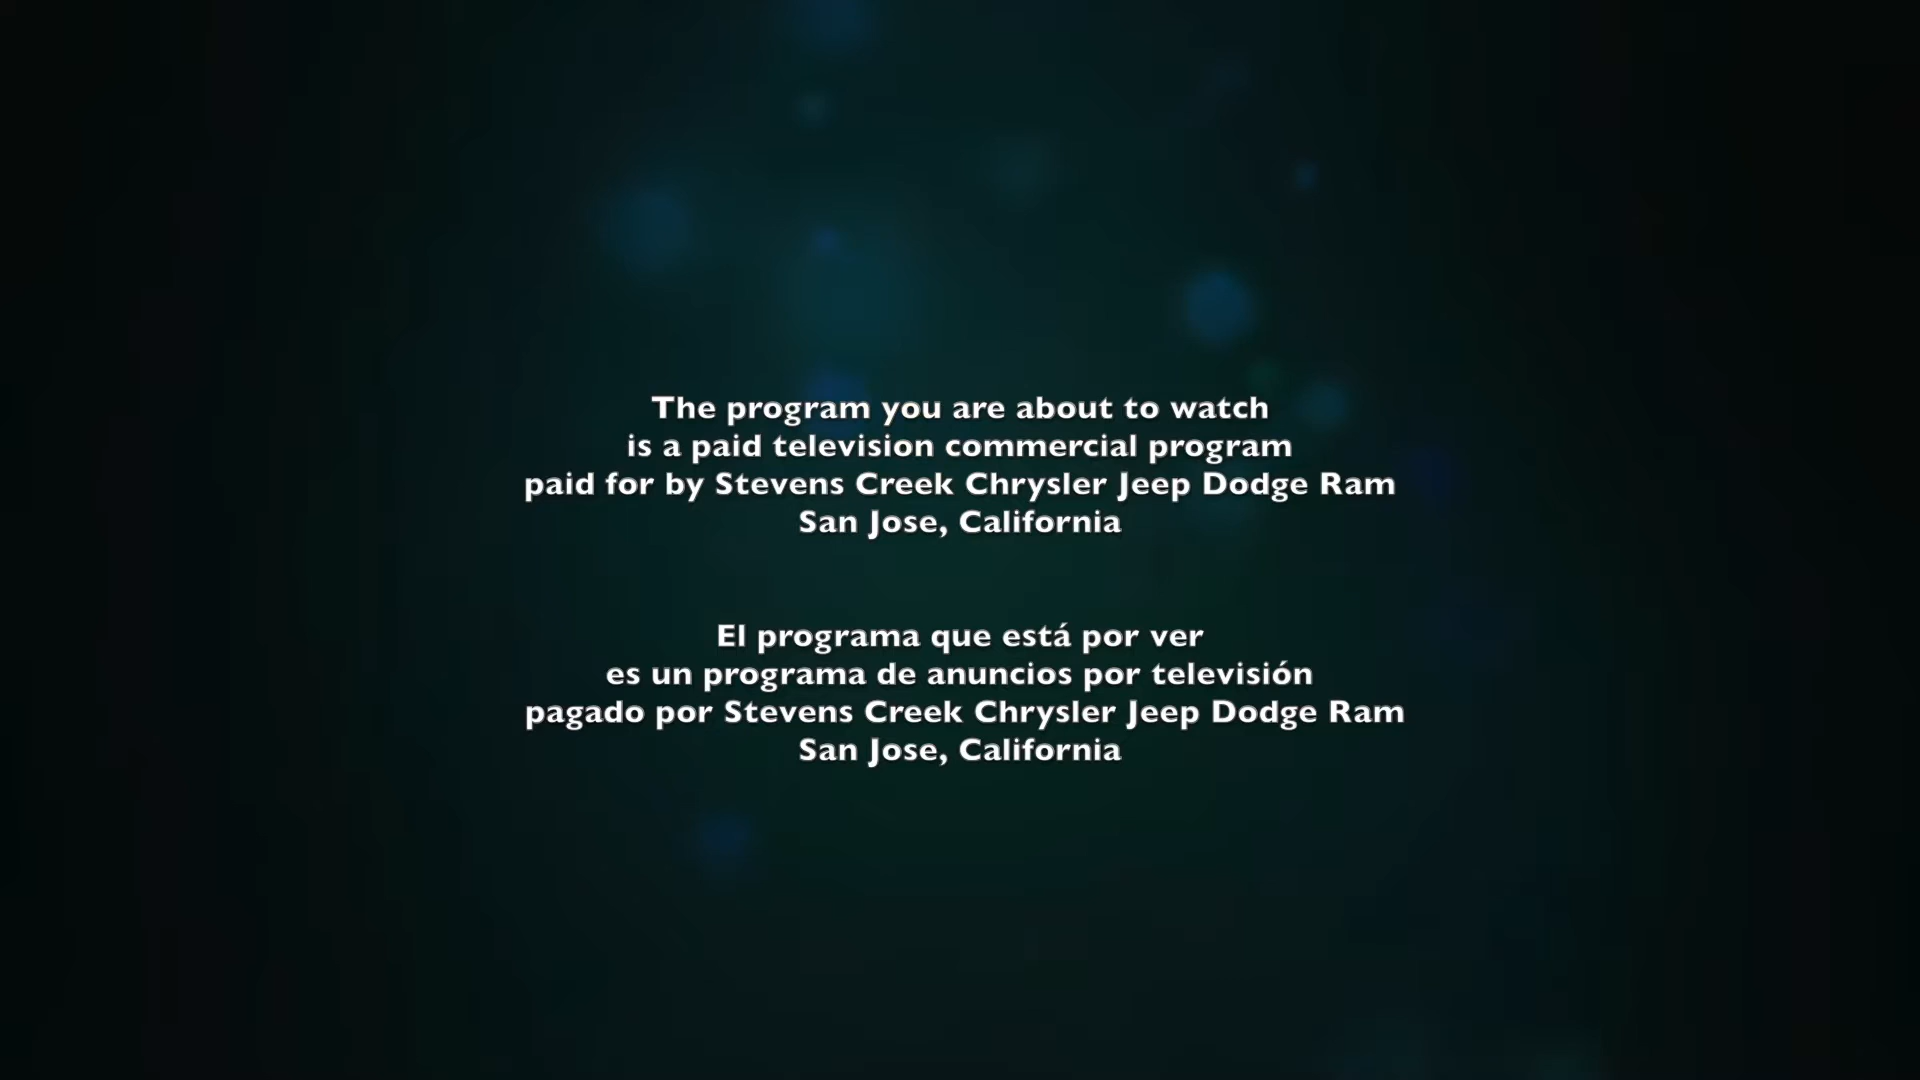 The program you are about to watch
is a paid television commercial program
paid for by Stevens Creek Chrysler Jeep Dodge Ram
San Jose, California
El programa que está por ver
es un programa de anuncios por televisión
pagado por Stevens Creek Chrysler Jeep Dodge Ram
San Jose, California